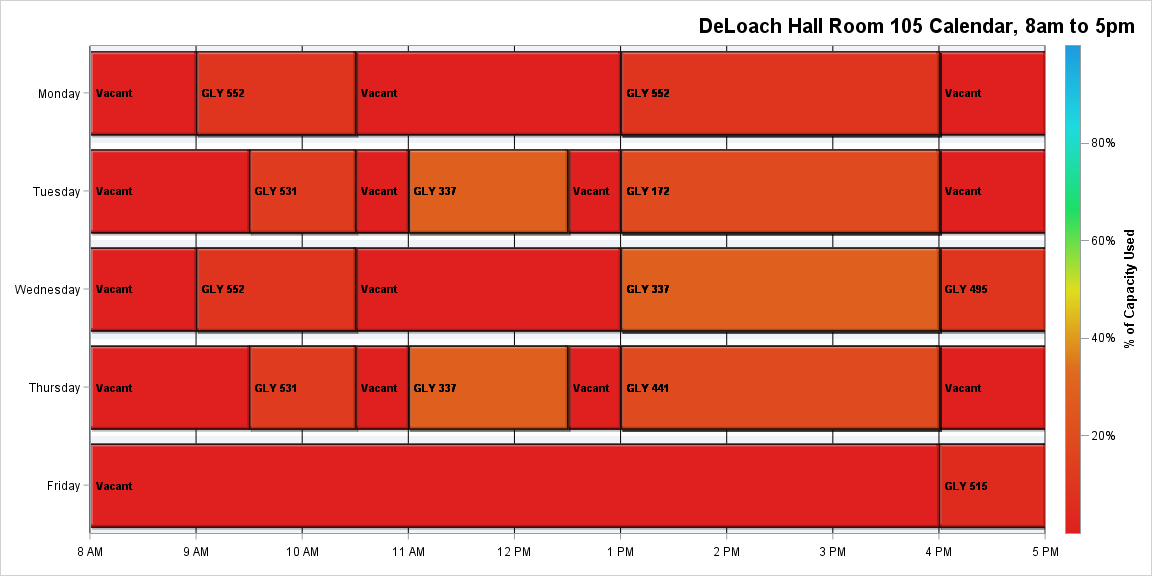 DeLoach Hall Room 105 Calendar, 8am to 5pm
Monday
Vacant
GLY 552
Vacant
GLY 552
Vacant
Tuesday
Vacant
GLY 531
Vacant
GLY 337
Vacant
GLY 172
Vacant
Wednesday
Vacant
GLY 552
Vacant
GLY 337
GLY 495
Thursday
Vacant
GLY 531
Vacant
GLY 337
Vacant
GLY 441
Vacant
Friday
Vacant
GLY 515
8 AM
9 AM
10 AM
11 AM
12 PM
1 PM
2 PM
3 PM
4 PM
5 PM
80%
60%
40%
20%
% of Capacity Used